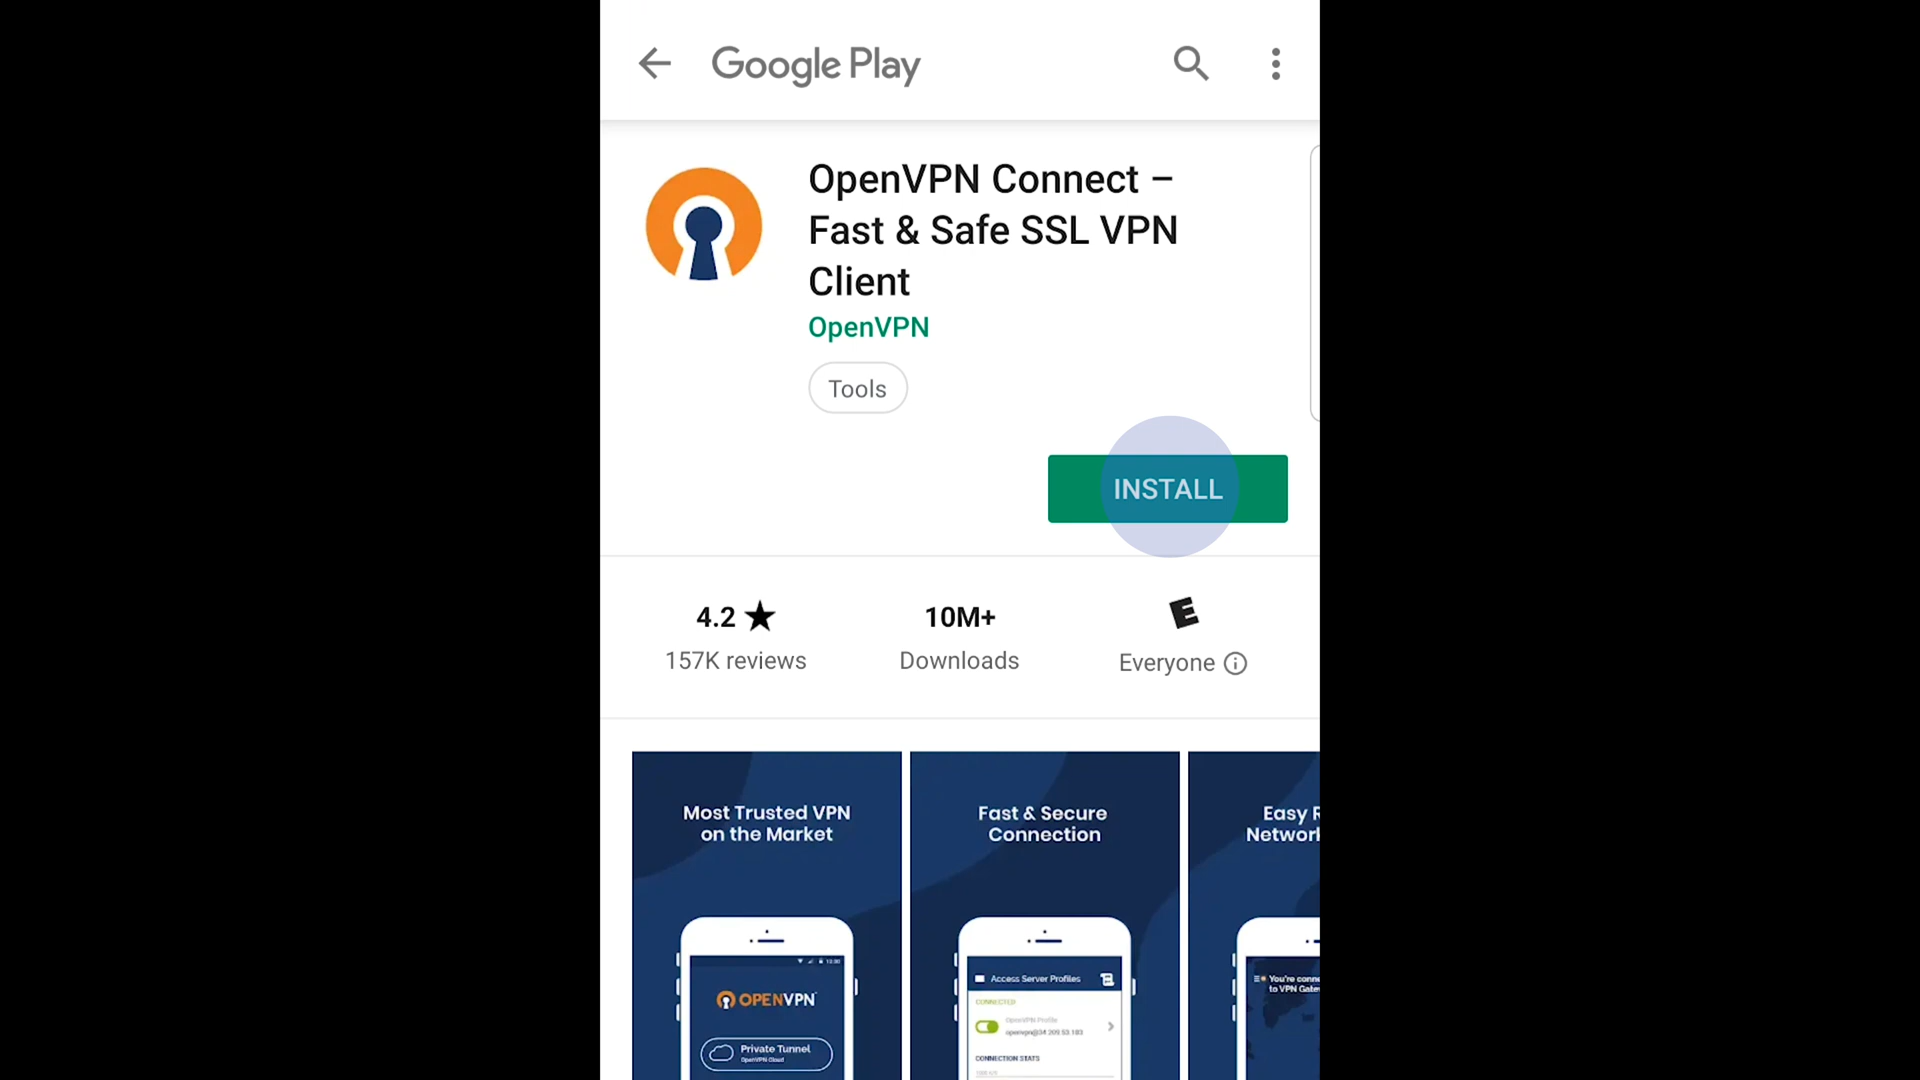 Google Play
OpenVPN Connect –
Fast & Safe SSL VPN
Client
OpenVPN
Tools
INSTALL
4.2 ★
157K reviews
10M+
Downloads
E
Everyone
Most Trusted VPN
on the Market
OPENVPN
Private Tunnel
OpenVPN Cloud
Fast & Secure
Connection
Access Server Profiles
CONNECTED
OpenVPN Profile
openvpn@34.209.53.183
CONNECTION STATS
Easy R
Network
You're conne
to VPN Gate